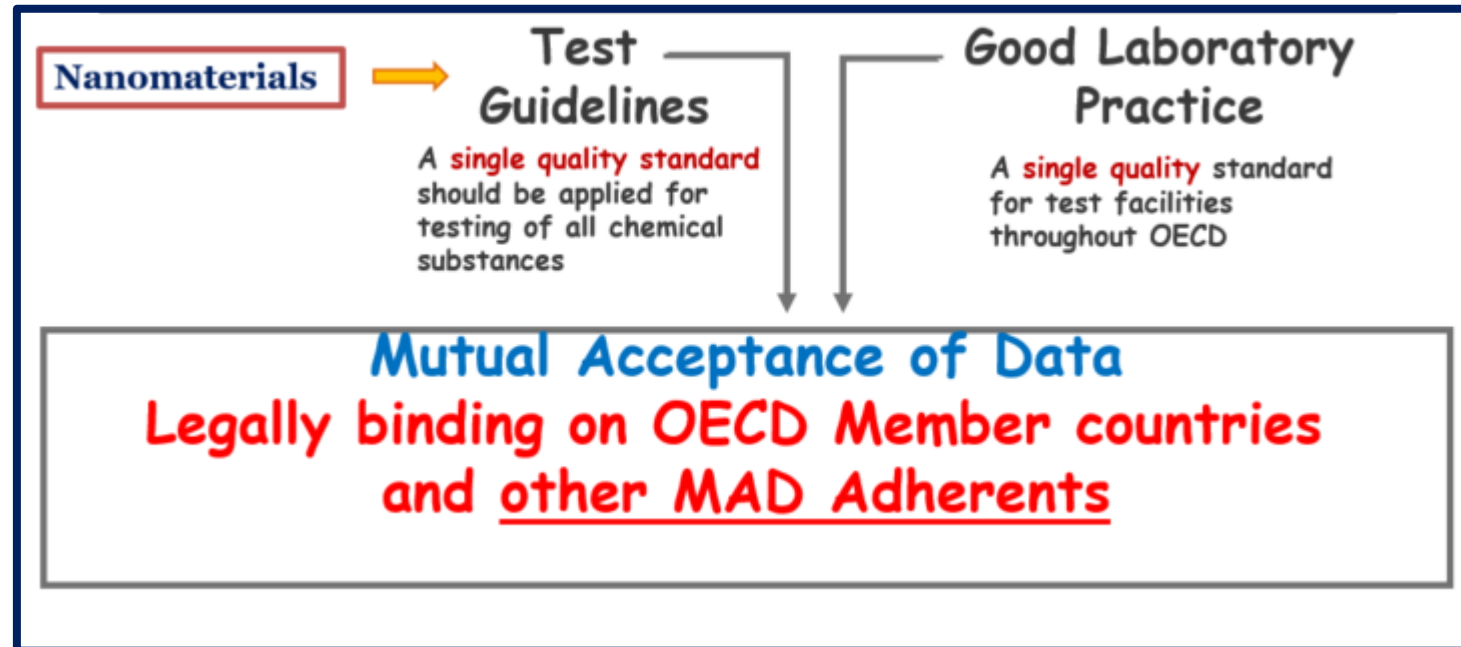 Nanomaterials
Test
Guidelines
A single quality standard
should be applied for
testing of all chemical
substances
Good Laboratory
Practice
A single quality standard
for test facilities
throughout OECD
Mutual Acceptance of Data
Legally binding on OECD Member countries
and other MAD Adherents